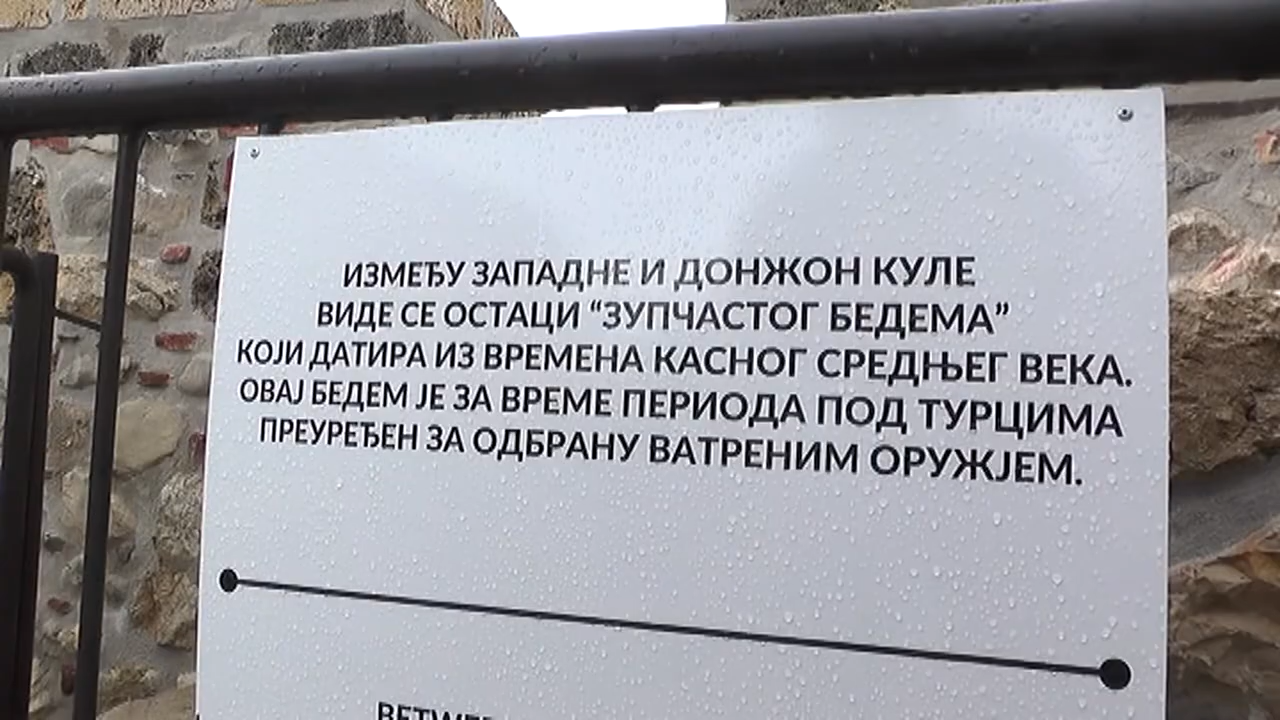 ИЗМЕЂУ ЗАПАДНЕ И ДОНЖОН КУЛЕ
ВИДЕ СЕ ОСТАЦИ “ЗУПЧАСТОГ БЕДЕМА”
КОЈИ ДАТИРА ИЗ ВРЕМЕНА КАСНОГ СРЕДЊЕГ ВЕКА.
ОВАЈ БЕДЕМ ЈЕ ЗА ВРЕМЕ ПЕРИОДА ПОД ТУРЦИМА
ПРЕУРЕЂЕН ЗА ОДБРАНУ ВАТРЕНИМ ОРУЖЈЕМ.